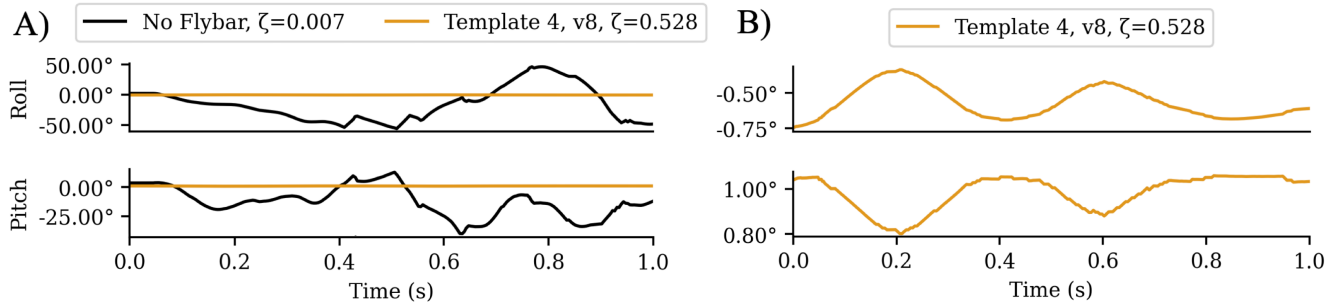 A)
No Flybar, ζ=0.007
Template 4, v8, ζ=0.528
Roll
50.00°
0.00°
-50.00°
Pitch
0.00°
-25.00°
0.0 0.2 0.4 0.6 0.8 1.0
Time (s)
B)
Template 4, v8, ζ=0.528
-0.50°
-0.75°
1.00°
0.80°
0.0 0.2 0.4 0.6 0.8 1.0
Time (s)